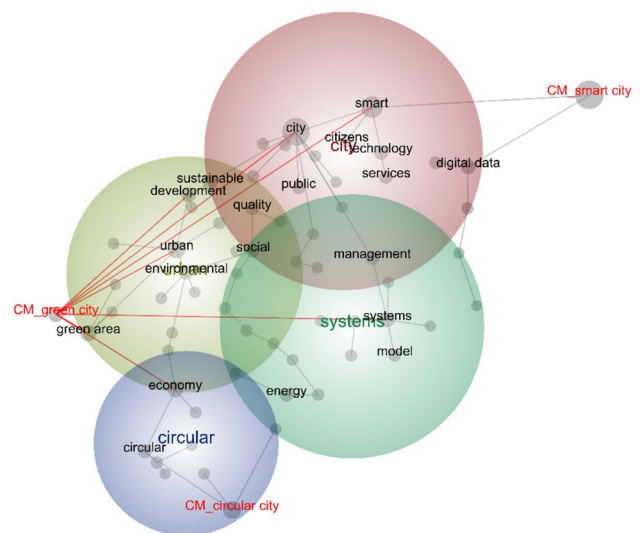 CM_smart city
smart
city
citizens
city
technology
digital data
sustainable
development
public
services
quality
urban
social
management
environmental
urban
CM_green city
green area
systems
systems
model
economy
energy
circular
circular
CM_circular city